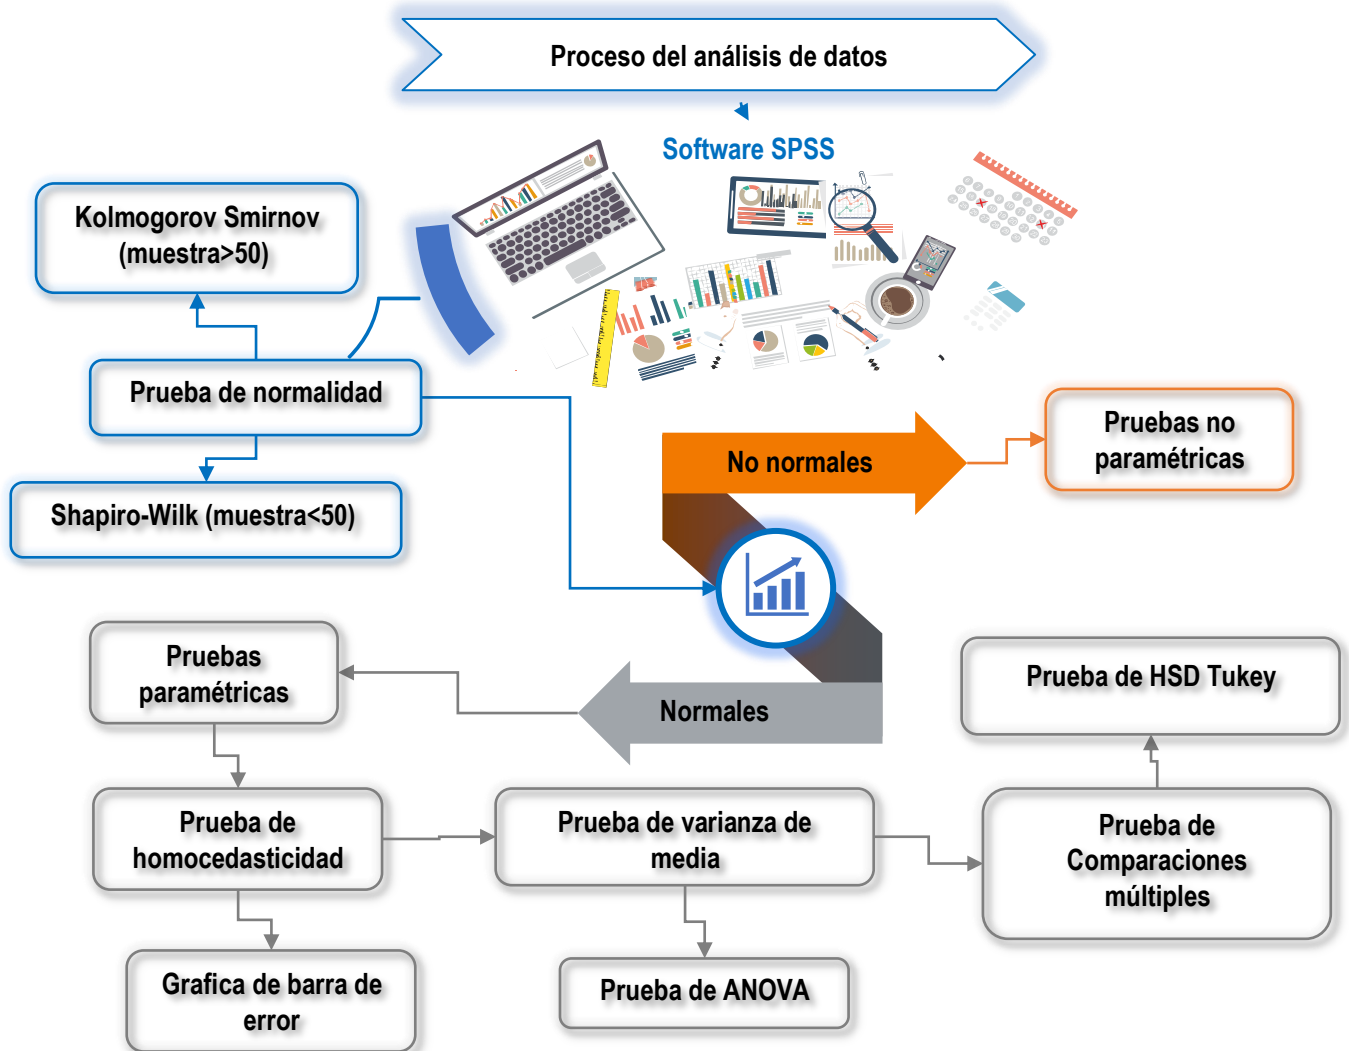 Proceso del análisis de datos
Software SPSS
Kolmogorov Smirnov
(muestra>50)
Prueba de normalidad
Shapiro-Wilk (muestra<50)
No normales
Pruebas no
paramétricas
Normales
Pruebas
paramétricas
Prueba de HSD Tukey
Prueba de
homocedasticidad
Prueba de varianza de
media
Prueba de
Comparaciones
múltiples
Grafica de barra de
error
Prueba de ANOVA